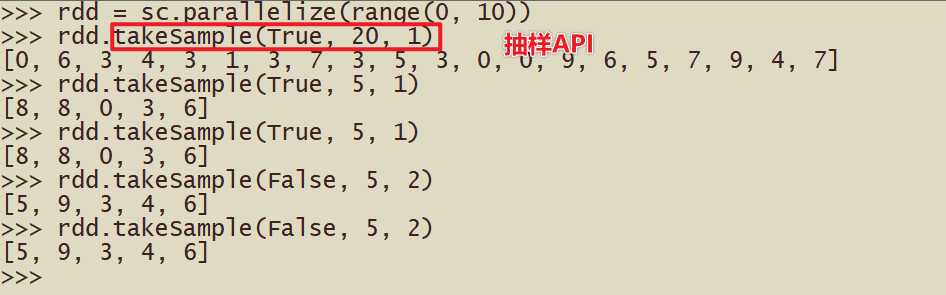 >>> rdd = sc.parallelize(range(0, 10))
>>> rdd.takeSample(True, 20, 1) 抽样API
[0, 6, 3, 4, 3, 1, 3, 7, 3, 5, 3, 0, 0, 9, 6, 5, 7, 9, 4, 7]
>>> rdd.takeSample(True, 5, 1)
[8, 8, 0, 3, 6]
>>> rdd.takeSample(True, 5, 1)
[8, 8, 0, 3, 6]
>>> rdd.takeSample(False, 5, 2)
[5, 9, 3, 4, 6]
>>> rdd.takeSample(False, 5, 2)
[5, 9, 3, 4, 6]
>>>